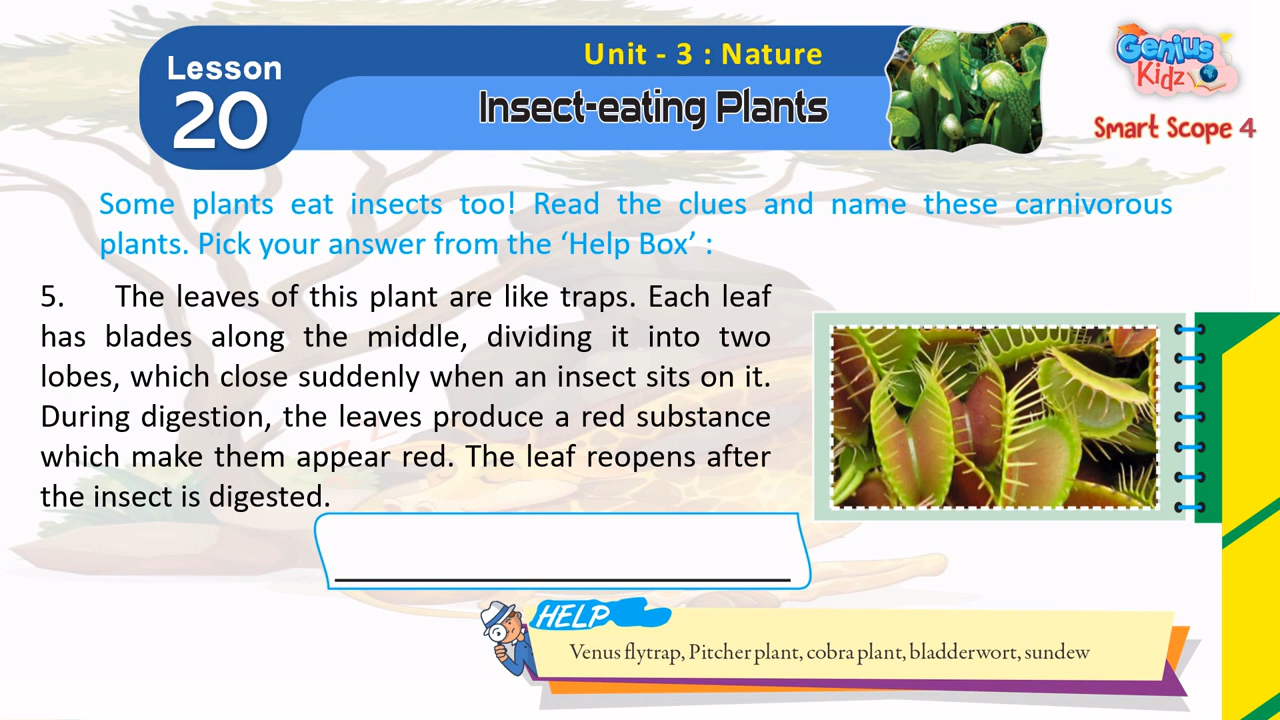 Lesson
20
Unit - 3 : Nature
Insect-eating Plants
Genius
Kidz
Smart Scope 4
Some plants eat insects too! Read the clues and name these carnivorous
plants. Pick your answer from the ‘Help Box’ :
5. The leaves of this plant are like traps. Each leaf
has blades along the middle, dividing it into two
lobes, which close suddenly when an insect sits on it.
During digestion, the leaves produce a red substance
which make them appear red. The leaf reopens after
the insect is digested.
HELP
Venus flytrap, Pitcher plant, cobra plant, bladderwort, sundew